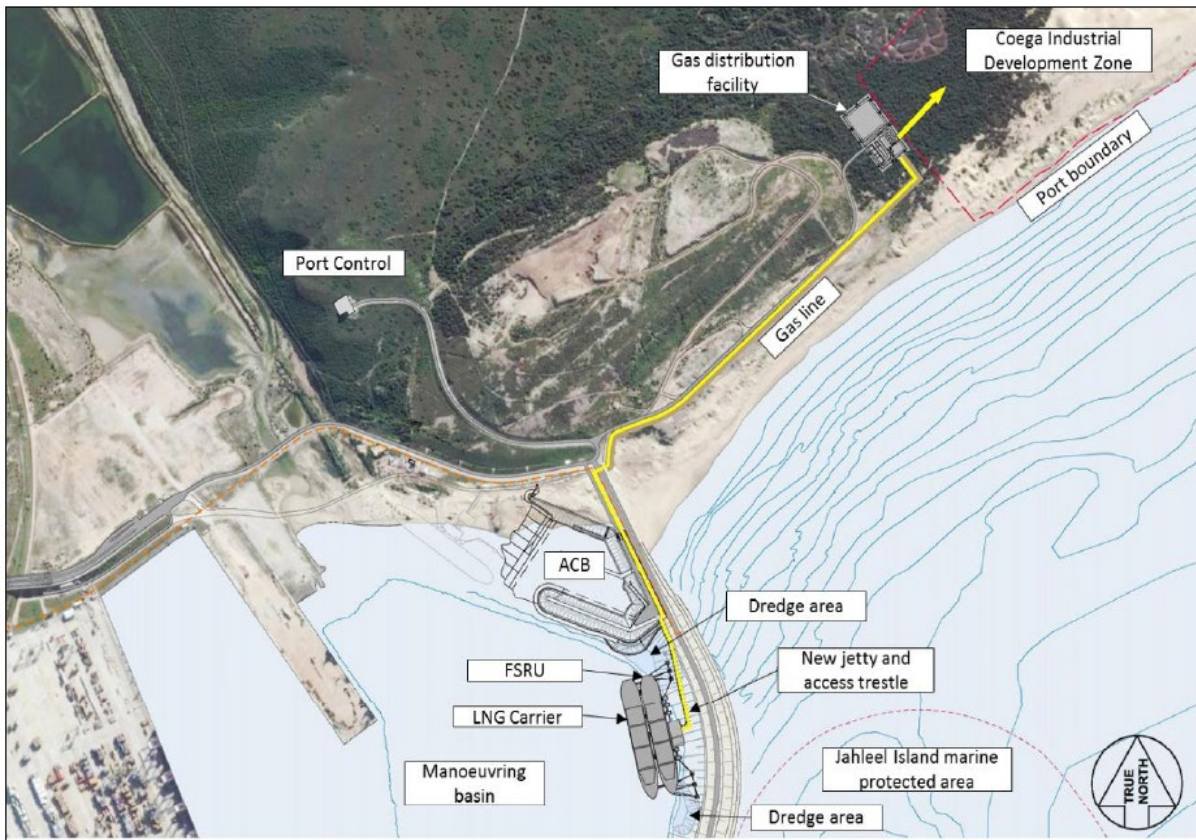 Coega Industrial
Development Zone
Gas distribution
facility
Port boundary
Port Control
Gas line
ACB
Dredge area
FSRU
New jetty and
access trestle
LNG Carrier
Manoeuvring
basin
Jahleel Island marine
protected area
TRUE
NORTH
Dredge area